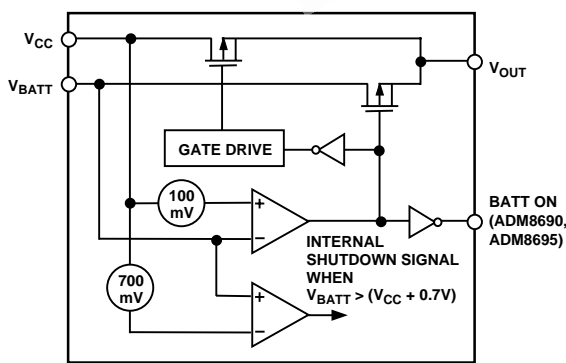 VCC
VBATT
VOUT
GATE DRIVE
100
mV
+
−
BATT ON
(ADM8690,
ADM8695)
INTERNAL
SHUTDOWN SIGNAL
WHEN
VBATT > (VCC + 0.7V)
700
mV
+
−